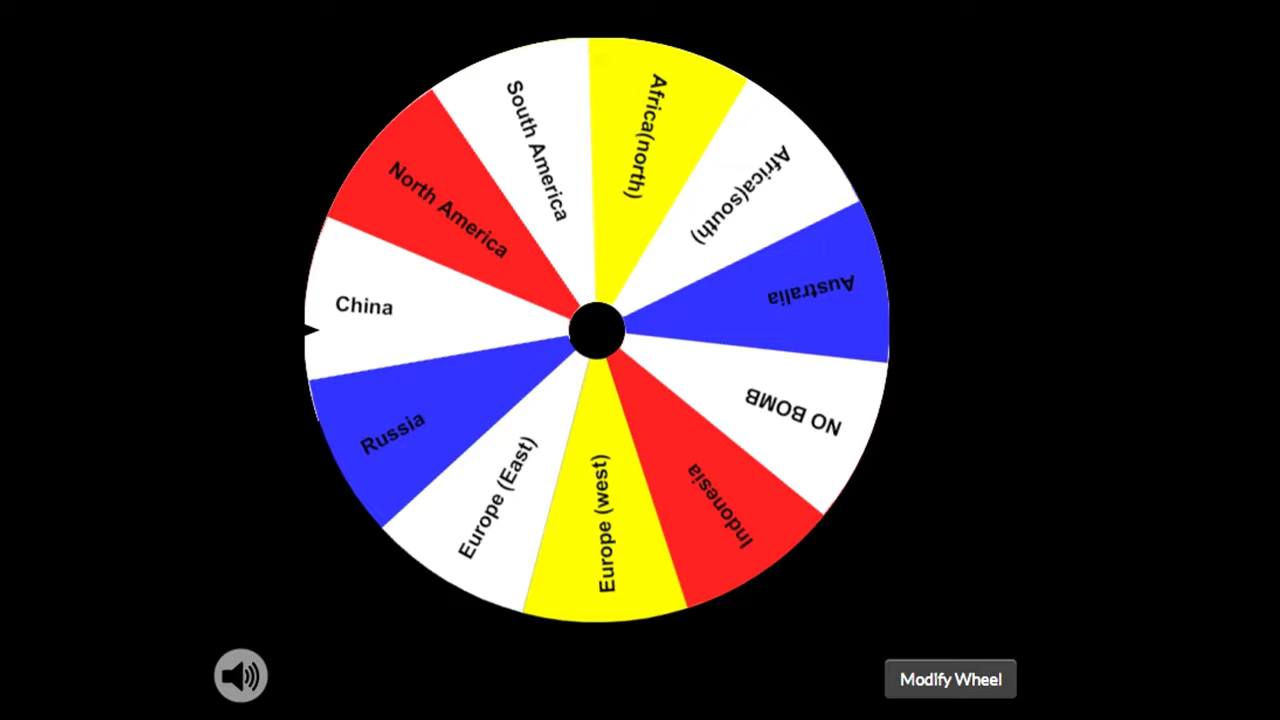 South America
Africa(north)
Africa(south)
Australia
NO BOMB
Indonesia
Europe (west)
Europe (East)
Russia
China
North America
Modify Wheel